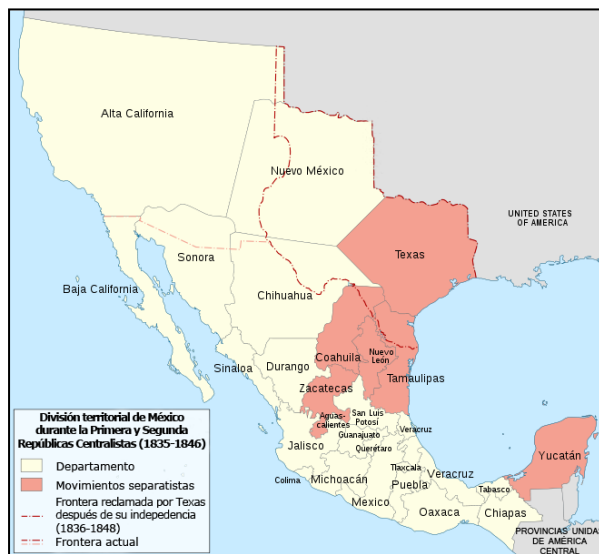 Alta California
Nuevo México
UNITED STATES
OF AMERICA
Texas
Sonora
Baja California
Chihuahua
Coahuila
Nuevo
León
Sinaloa
Durango
Tamaulipas
Zacatecas
Aguas-
calientes
San Luis
Potosí
Veracruz
Guanajuato
Querétaro
Jalisco
Yucatán
Tlaxcala
Veracruz
Colima
Michoacán
Puebla
Tabasco
Mexico
Oaxaca
Chiapas
PROVINCIAS UNIDA
DE AMÉRICA
CENTRAL
División territorial de México
durante la Primera y Segunda
Repúblicas Centralistas (1835-1846)
Departamento
Movimientos separatistas
Frontera reclamada por Texas
después de su indepedencia
(1836-1848)
Frontera actual